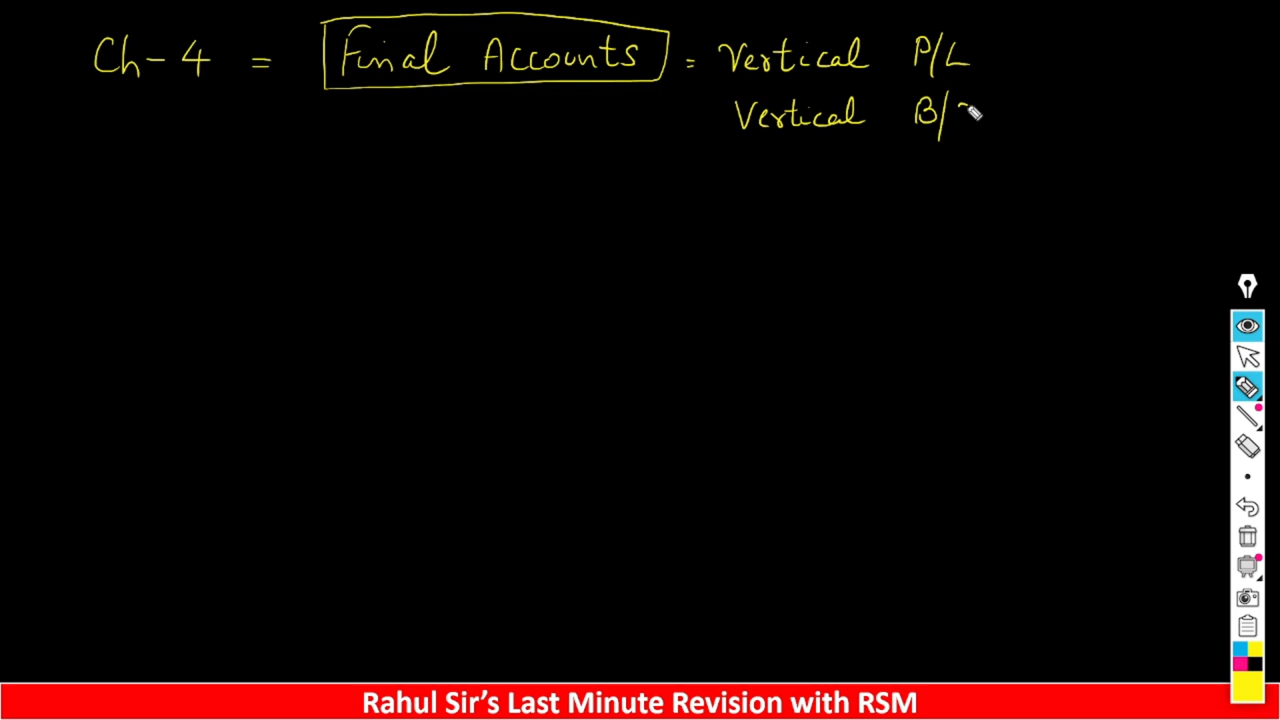 Ch-4 = Final Accounts = Vertical P/L
Vertical B/
Rahul Sir's Last Minute Revision with RSM